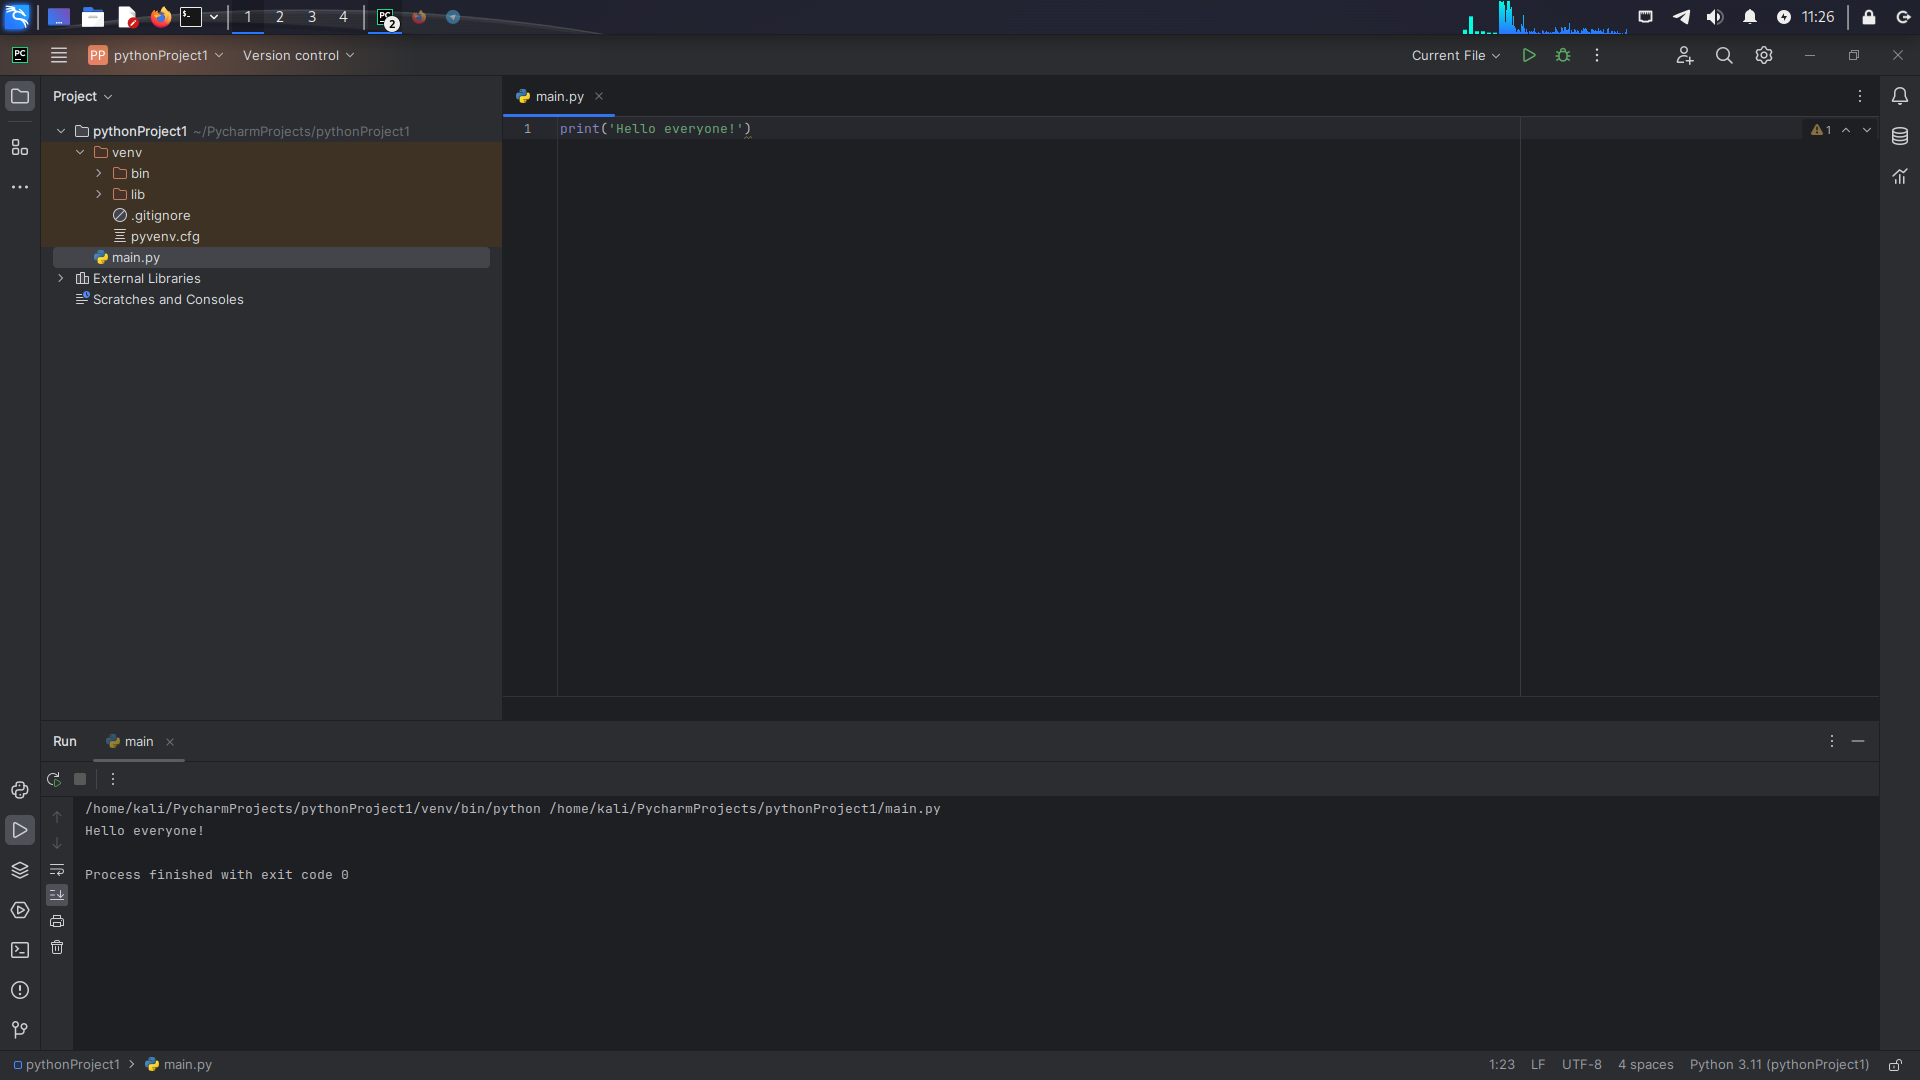 1 2 3 4 PC 2 11:26
PC PP pythonProject1 Version control Current File
Project
main.py
pythonProject1 ~/PycharmProjects/pythonProject1
1 print('Hello everyone!') 1
venv
bin
lib
.gitignore
pyvenv.cfg
main.py
External Libraries
Scratches and Consoles
Run main
/home/kali/PycharmProjects/pythonProject1/venv/bin/python /home/kali/PycharmProjects/pythonProject1/main.py
Hello everyone!
Process finished with exit code 0
pythonProject1 > main.py 1:23 LF UTF-8 4 spaces Python 3.11 (pythonProject1)